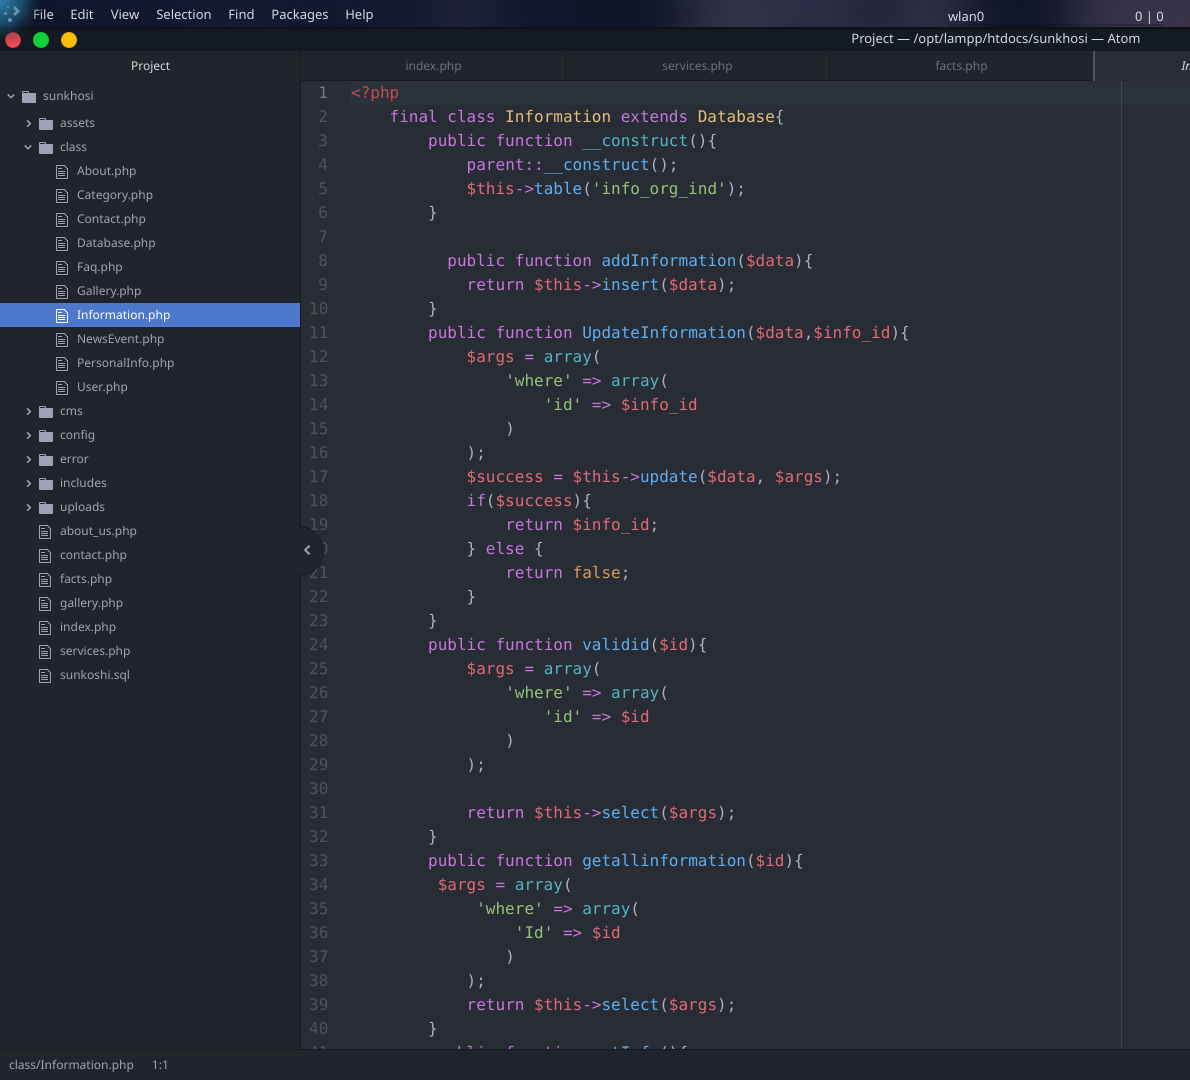 File Edit View Selection Find Packages Help
wlan0 0 | 0
Project — /opt/lampp/htdocs/sunkhosi — Atom
Project
index.php services.php facts.php
sunkhosi
assets
class
About.php
Category.php
Contact.php
Database.php
Faq.php
Gallery.php
Information.php
NewsEvent.php
PersonalInfo.php
User.php
cms
config
error
includes
uploads
about_us.php
contact.php
facts.php
gallery.php
index.php
services.php
sunkoshi.sql
1 <?php
2 final class Information extends Database{
3 public function __construct(){
4 parent::__construct();
5 $this->table('info_org_ind');
6 }
7
8 public function addInformation($data){
9 return $this->insert($data);
10 }
11 public function UpdateInformation($data,$info_id){
12 $args = array(
13 'where' => array(
14 'id' => $info_id
15 )
16 );
17 $success = $this->update($data, $args);
18 if($success){
19 return $info_id;
} else {
21 return false;
22 }
23 }
24 public function validid($id){
25 $args = array(
26 'where' => array(
27 'id' => $id
28 )
29 );
30
31 return $this->select($args);
32 }
33 public function getallinformation($id){
34 $args = array(
35 'where' => array(
36 'Id' => $id
37 )
38 );
39 return $this->select($args);
40 }
class/Information.php 1:1